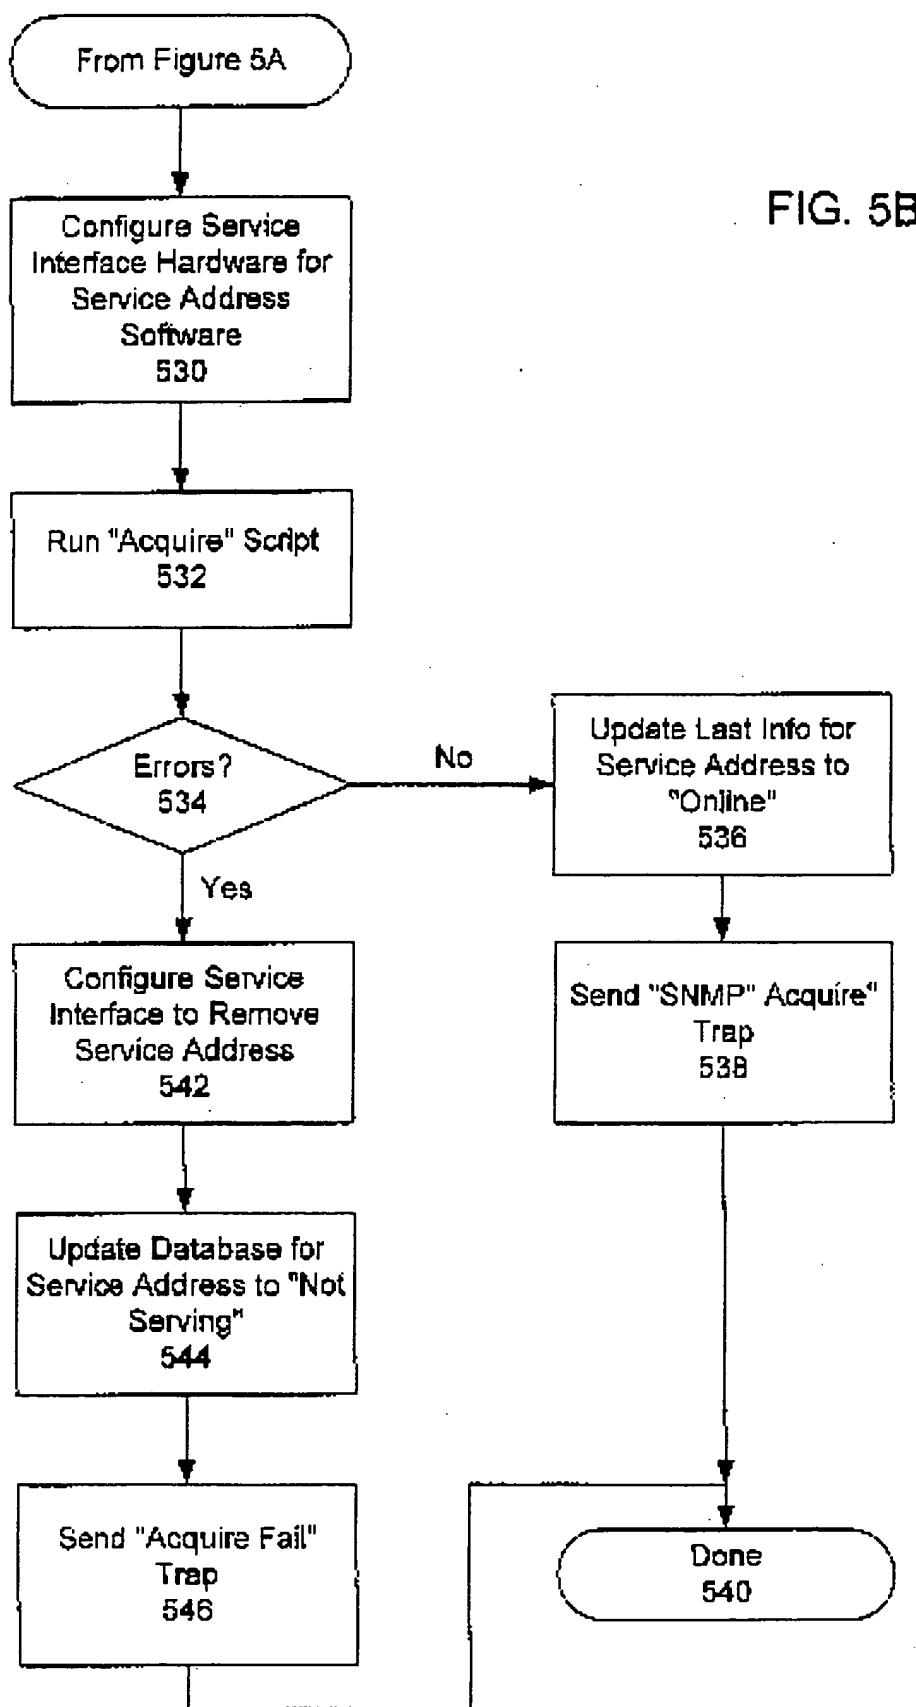 From Figure 5A
FIG. 5B
Configure Service
Interface Hardware for
Service Address
Software
530
Run "Acquire" Script
532
Errors?
534
No
Yes
Update Last Info for
Service Address to
"Online"
536
Send "SNMP" Acquire"
Trap
538
Configure Service
Interface to Remove
Service Address
542
Update Database for
Service Address to "Not
Serving"
544
Send "Acquire Fail"
Trap
546
Done
540